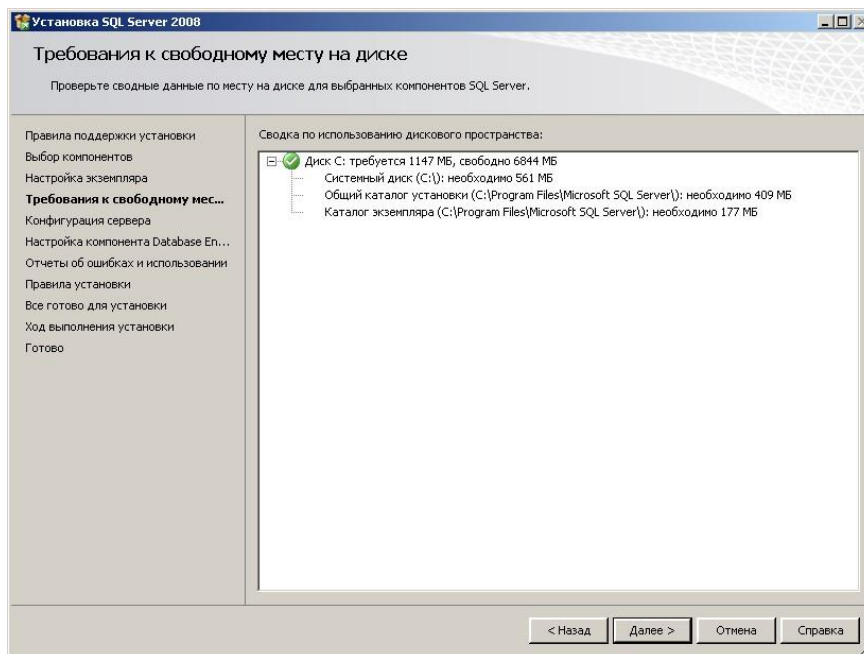 Установка SQL Server 2008
Требования к свободному месту на диске
Проверьте сводные данные по месту на диске для выбранных компонентов SQL Server.
Правила поддержки установки
Выбор компонентов
Настройка экземпляра
Требования к свободному мес...
Конфигурация сервера
Настройка компонента Database En...
Отчеты об ошибках и использовании
Правила установки
Все готово для установки
Ход выполнения установки
Готово
Сводка по использованию дискового пространства:
Диск C: требуется 1147 МБ, свободно 6844 МБ
Системный диск (C:\): необходимо 561 МБ
Общий каталог установки (C:\Program Files\Microsoft SQL Server\): необходимо 409 МБ
Каталог экземпляра (C:\Program Files\Microsoft SQL Server\): необходимо 177 МБ
< Назад
Далее >
Отмена
Справка